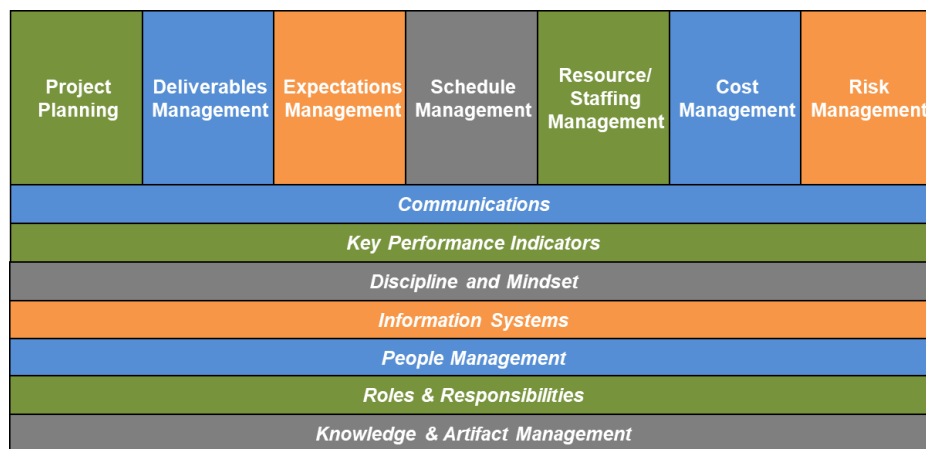 Project
Planning
Deliverables
Management
Expectations
Management
Schedule
Management
Resource/
Staffing
Management
Cost
Management
Risk
Management
Communications
Key Performance Indicators
Discipline and Mindset
Information Systems
People Management
Roles & Responsibilities
Knowledge & Artifact Management